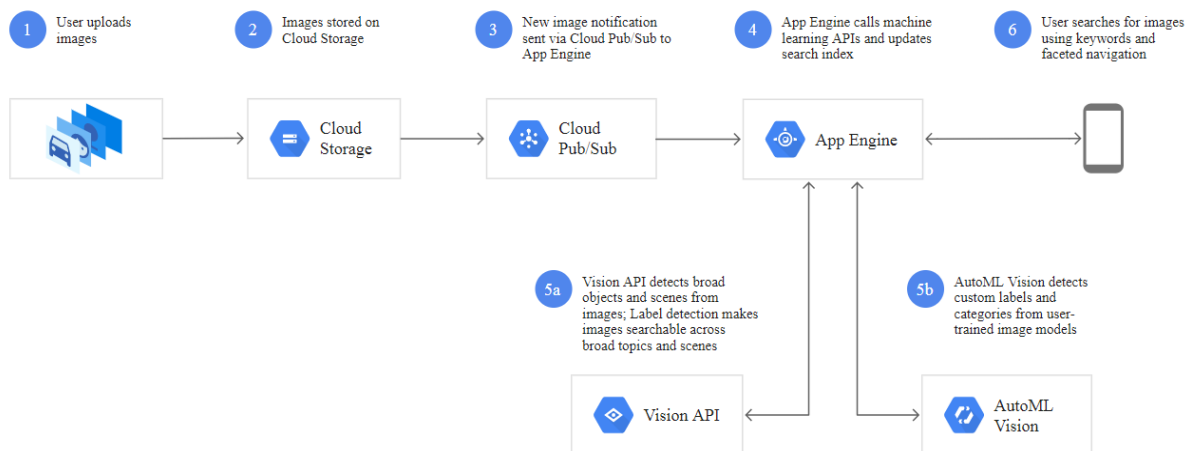 1
User uploads
images
2
Images stored on
Cloud Storage
3
New image notification
sent via Cloud Pub/Sub to
App Engine
4
App Engine calls machine
learning APIs and updates
search index
6
User searches for images
using keywords and
faceted navigation
Cloud
Storage
Cloud
Pub/Sub
App Engine
5a
Vision API detects broad
objects and scenes from
images; Label detection makes
images searchable across
broad topics and scenes
5b
AutoML Vision detects
custom labels and
categories from user-
trained image models
Vision API
AutoML
Vision